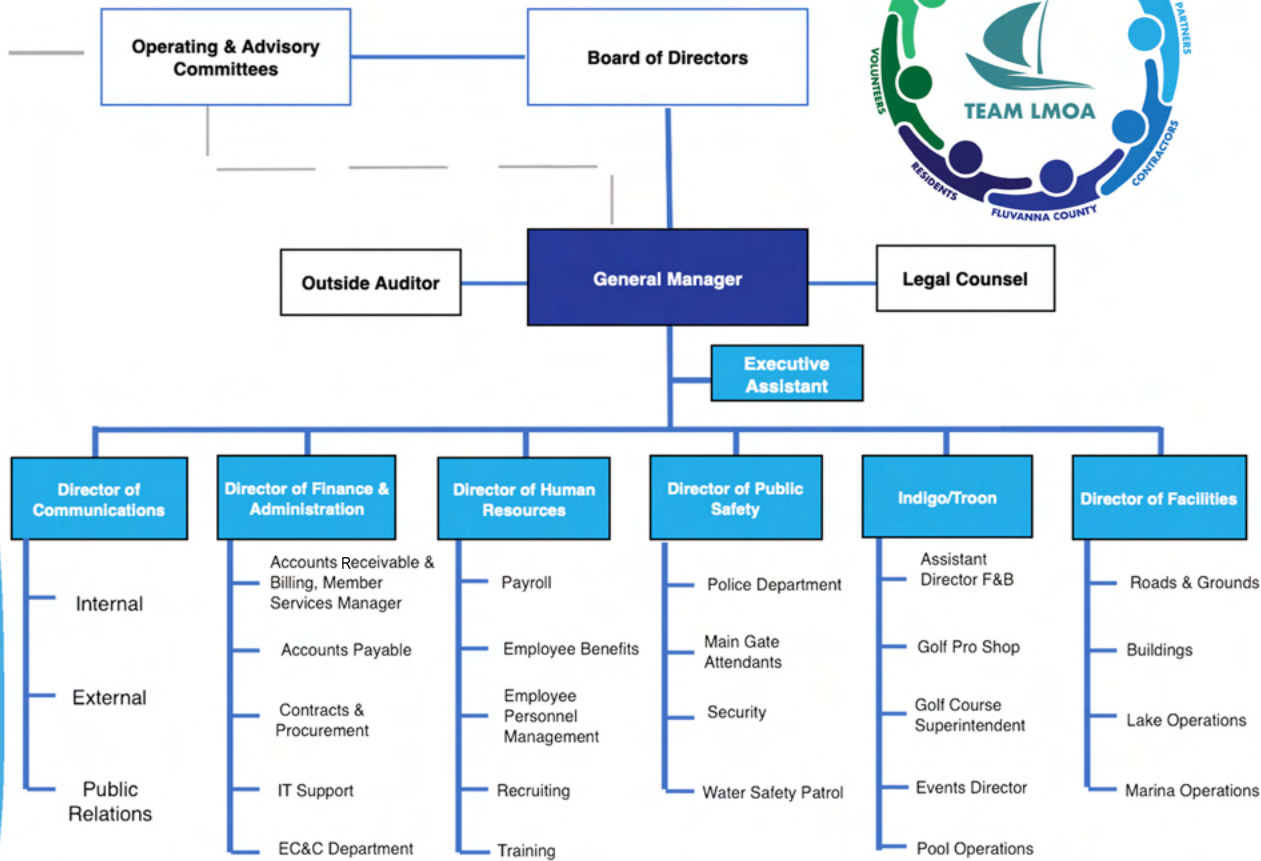 Operating & Advisory
Committees
Board of Directors
PARTNERS
VOLUNTEERS
TEAM LMOA
CONTRACTORS
RESIDENTS
FLUVANNA COUNTY
Outside Auditor
General Manager
Legal Counsel
Executive
Assistant
Director of
Communications
Internal
External
Public
Relations
Director of Finance &
Administration
Accounts Receivable &
Billing, Member
Services Manager
Accounts Payable
Contracts &
Procurement
IT Support
EC&C Department
Director of Human
Resources
Payroll
Employee Benefits
Employee
Personnel
Management
Recruiting
Training
Director of Public
Safety
Police Department
Main Gate
Attendants
Security
Water Safety Patrol
Indigo/Troon
Assistant
Director F&B
Golf Pro Shop
Golf Course
Superintendent
Events Director
Pool Operations
Director of Facilities
Roads & Grounds
Buildings
Lake Operations
Marina Operations